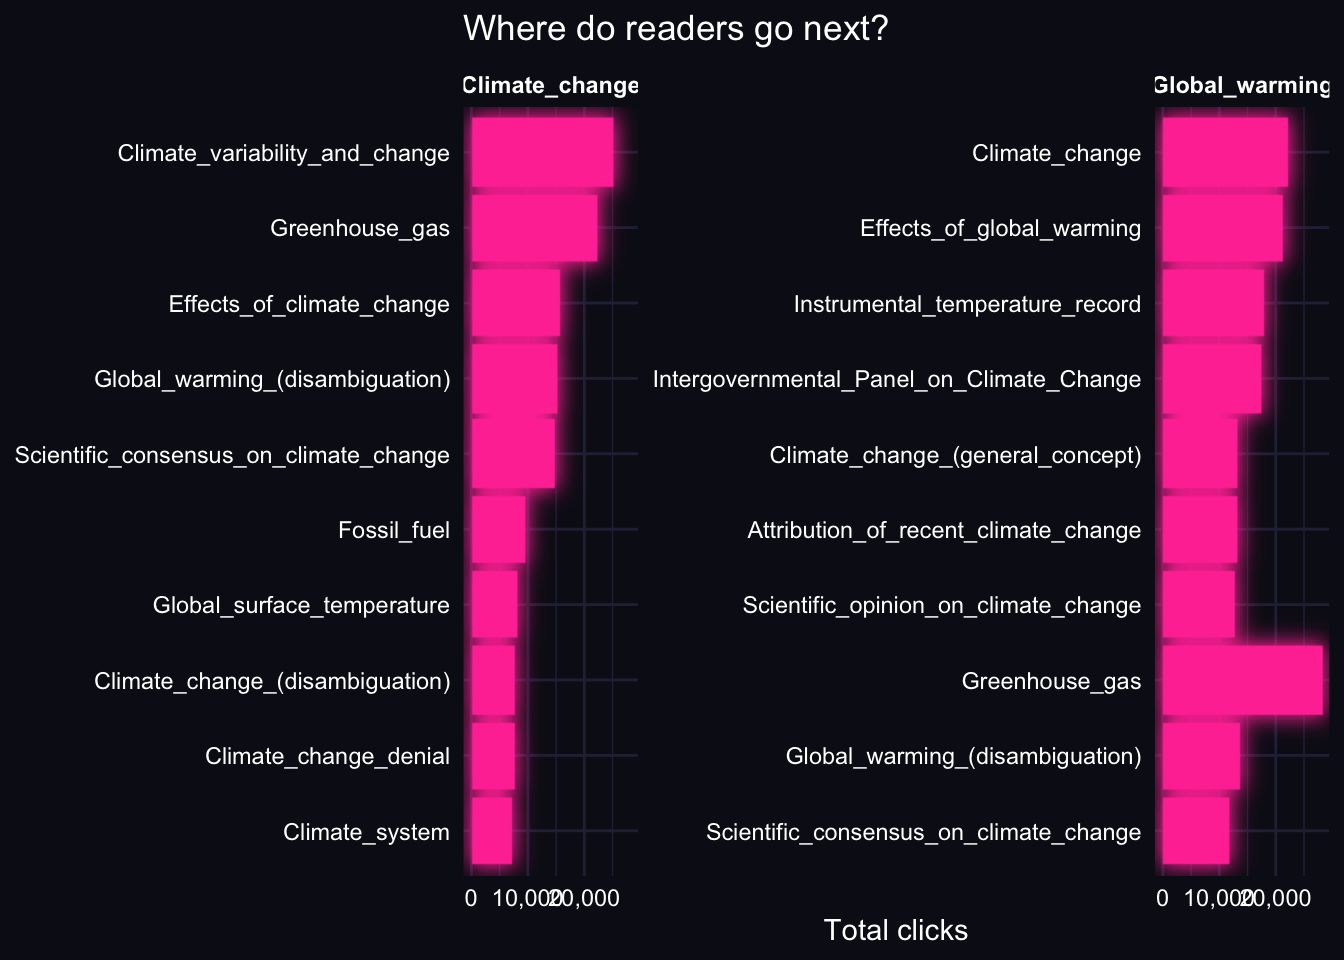 Where do readers go next?
Climate_change
Climate_variability_and_change
Greenhouse_gas
Effects_of_climate_change
Global_warming_(disambiguation)
Scientific_consensus_on_climate_change
Fossil_fuel
Global_surface_temperature
Climate_change_(disambiguation)
Climate_change_denial
Climate_system
0 10,000 20,000
Global_warming
Climate_change
Effects_of_global_warming
Instrumental_temperature_record
Intergovernmental_Panel_on_Climate_Change
Climate_change_(general_concept)
Attribution_of_recent_climate_change
Scientific_opinion_on_climate_change
Greenhouse_gas
Global_warming_(disambiguation)
Scientific_consensus_on_climate_change
0 10,000 20,000
Total clicks